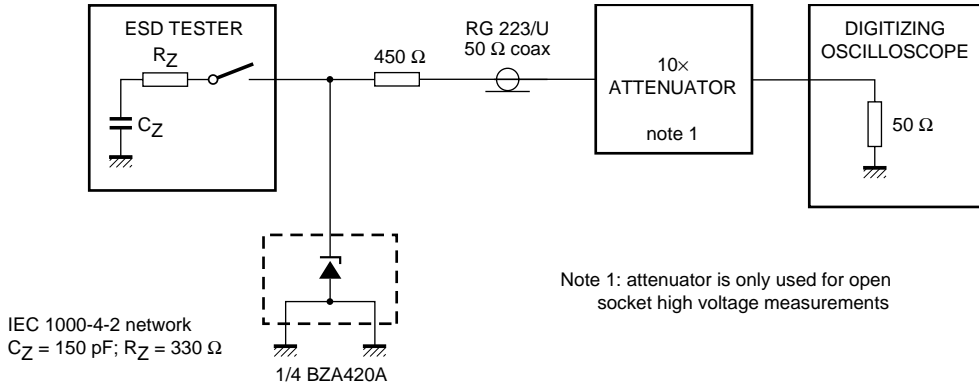 ESD TESTER
RZ
CZ
450 Ω
RG 223/U
50 Ω coax
10×
ATTENUATOR
note 1
DIGITIZING
OSCILLOSCOPE
50 Ω
Note 1: attenuator is only used for open
socket high voltage measurements
IEC 1000-4-2 network
CZ = 150 pF; RZ = 330 Ω
1/4 BZA420A